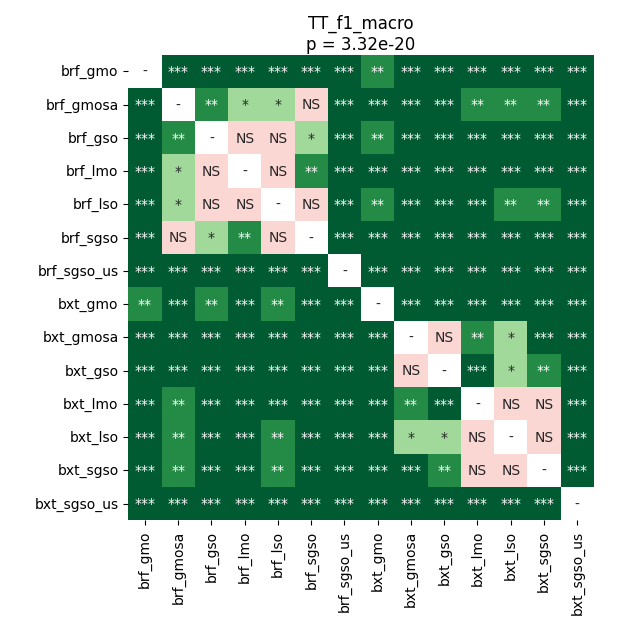 TT_f1_macro
p = 3.32e-20
brf_gmo - *** *** *** *** *** *** ** *** *** *** *** *** ***
brf_gmosa *** - ** * * NS *** *** *** *** ** ** ** ***
brf_gso *** ** - NS NS * *** ** *** *** *** *** *** ***
brf_lmo *** * NS - NS ** *** *** *** *** *** *** *** ***
brf_lso *** * NS NS - NS *** ** *** *** *** ** ** ***
brf_sgso *** NS * ** NS - *** *** *** *** *** *** *** ***
brf_sgso_us *** *** *** *** *** *** - *** *** *** *** *** *** ***
bxt_gmo ** *** ** *** ** *** *** - *** *** *** *** *** ***
bxt_gmosa *** *** *** *** *** *** *** *** - NS ** * *** ***
bxt_gso *** *** *** *** *** *** *** *** NS - *** * ** ***
bxt_lmo *** ** *** *** *** *** *** *** ** *** - NS NS ***
bxt_lso *** ** *** *** ** *** *** *** * * NS - NS ***
bxt_sgso *** ** *** *** ** *** *** *** *** ** NS NS - ***
bxt_sgso_us *** *** *** *** *** *** *** *** *** *** *** *** *** -
brf_gmo
brf_gmosa
brf_gso
brf_lmo
brf_lso
brf_sgso
brf_sgso_us
bxt_gmo
bxt_gmosa
bxt_gso
bxt_lmo
bxt_lso
bxt_sgso
bxt_sgso_us